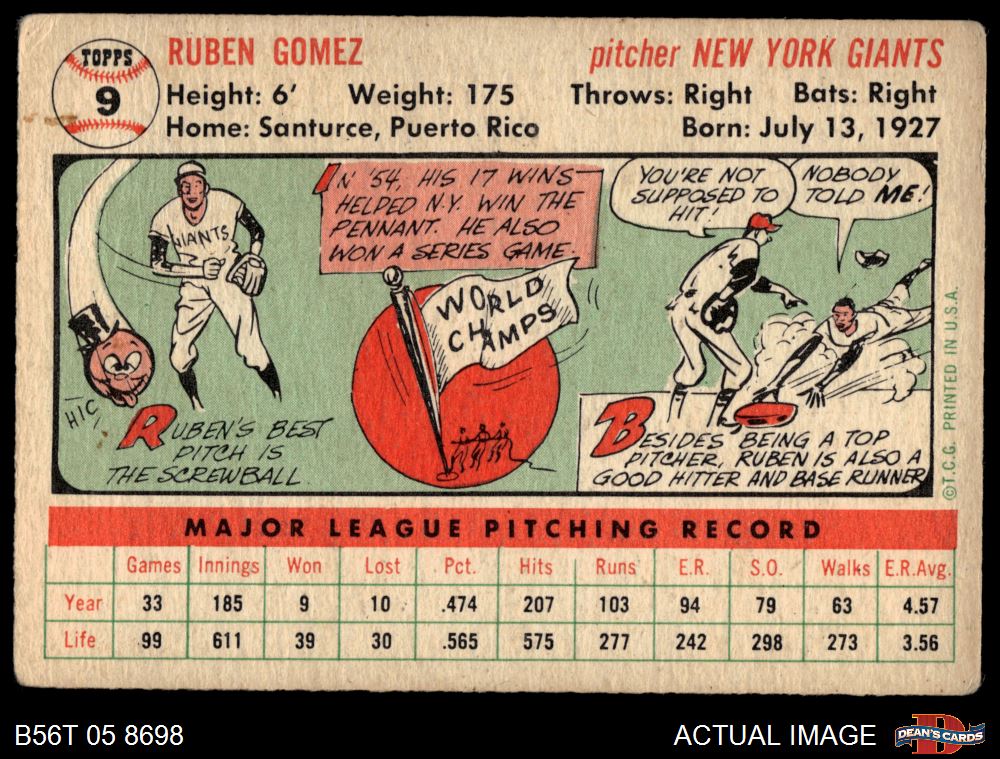 TOPPS
9
RUBEN GOMEZ
pitcher NEW YORK GIANTS
Height: 6' Weight: 175 Throws: Right Bats: Right
Home: Santurce, Puerto Rico Born: July 13, 1927
GIANTS
HIC
RUBEN'S BEST
PITCH IS
THE SCREWBALL.
IN '54, HIS 17 WINS
HELPED N.Y. WIN THE
PENNANT. HE ALSO
WON A SERIES GAME.
WORLD
CHAMPS
YOU'RE NOT
SUPPOSED TO
HIT!
NOBODY
TOLD ME!
BESIDES BEING A TOP
PITCHER, RUBEN IS ALSO A
GOOD HITTER AND BASE RUNNER
©T.C.G. PRINTED IN U.S.A.
MAJOR LEAGUE PITCHING RECORD
Games Innings Won Lost Pct. Hits Runs E.R. S.O. Walks E.R.Avg.
Year 33 185 9 10 .474 207 103 94 79 63 4.57
Life 99 611 39 30 .565 575 277 242 298 273 3.56
B56T 05 8698
ACTUAL IMAGE
DEAN'S CARDS